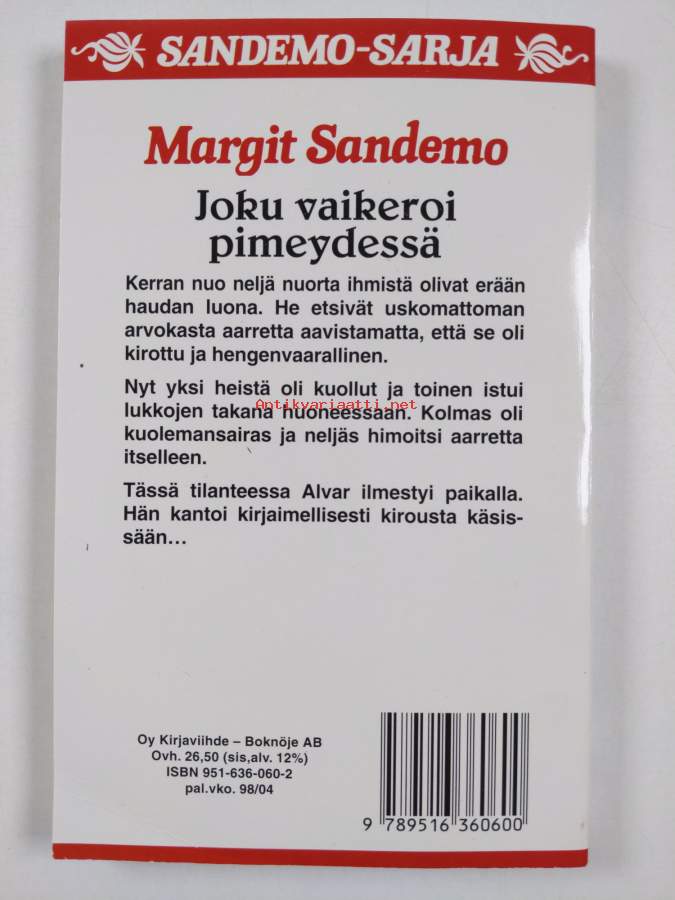 SANDEMO-SARJA
Margit Sandemo
Joku vaikeroi
pimeydessä
Kerran nuo neljä nuorta ihmistä olivat erään
haudan luona. He etsivät uskomattoman
arvokasta aarretta aavistamatta, että se oli
kirottu ja hengenvaarallinen.
Nyt yksi heistä oli kuollut ja toinen istui
Antikvariaatti.net
lukkojen takana huoneessaan. Kolmas oli
kuolemansairas ja neljäs himoitsi aarretta
itselleen.
Tässä tilanteessa Alvar ilmestyi paikalla.
Hän kantoi kirjaimellisesti kirousta käsis-
sään...
Oy Kirjaviihde – Boknöje AB
Ovh. 26,50 (sis,alv. 12%)
ISBN 951-636-060-2
pal.vko. 98/04
9 789516 360600